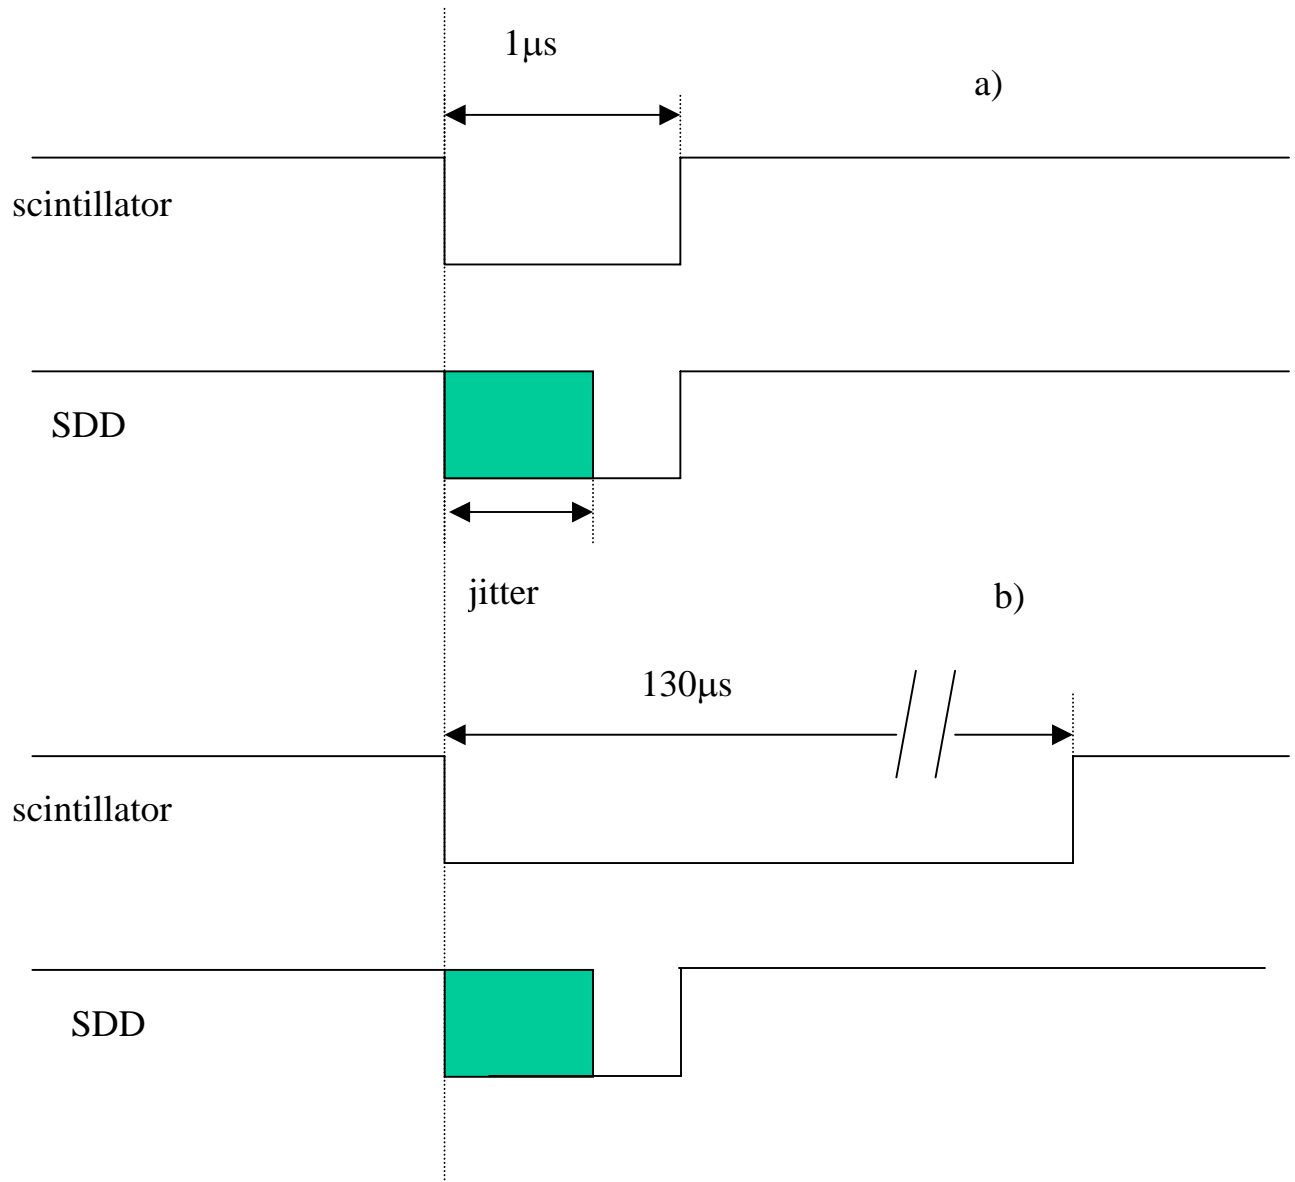 1μs
a)
scintillator
SDD
jitter
b)
130μs
scintillator
SDD